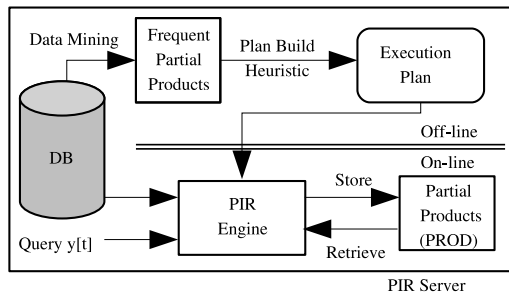 Data Mining
Frequent
Partial
Products
Plan Build
Heuristic
Execution
Plan
Off-line
On-line
DB
Query y[t]
PIR
Engine
Store
Retrieve
Partial
Products
(PROD)
PIR Server